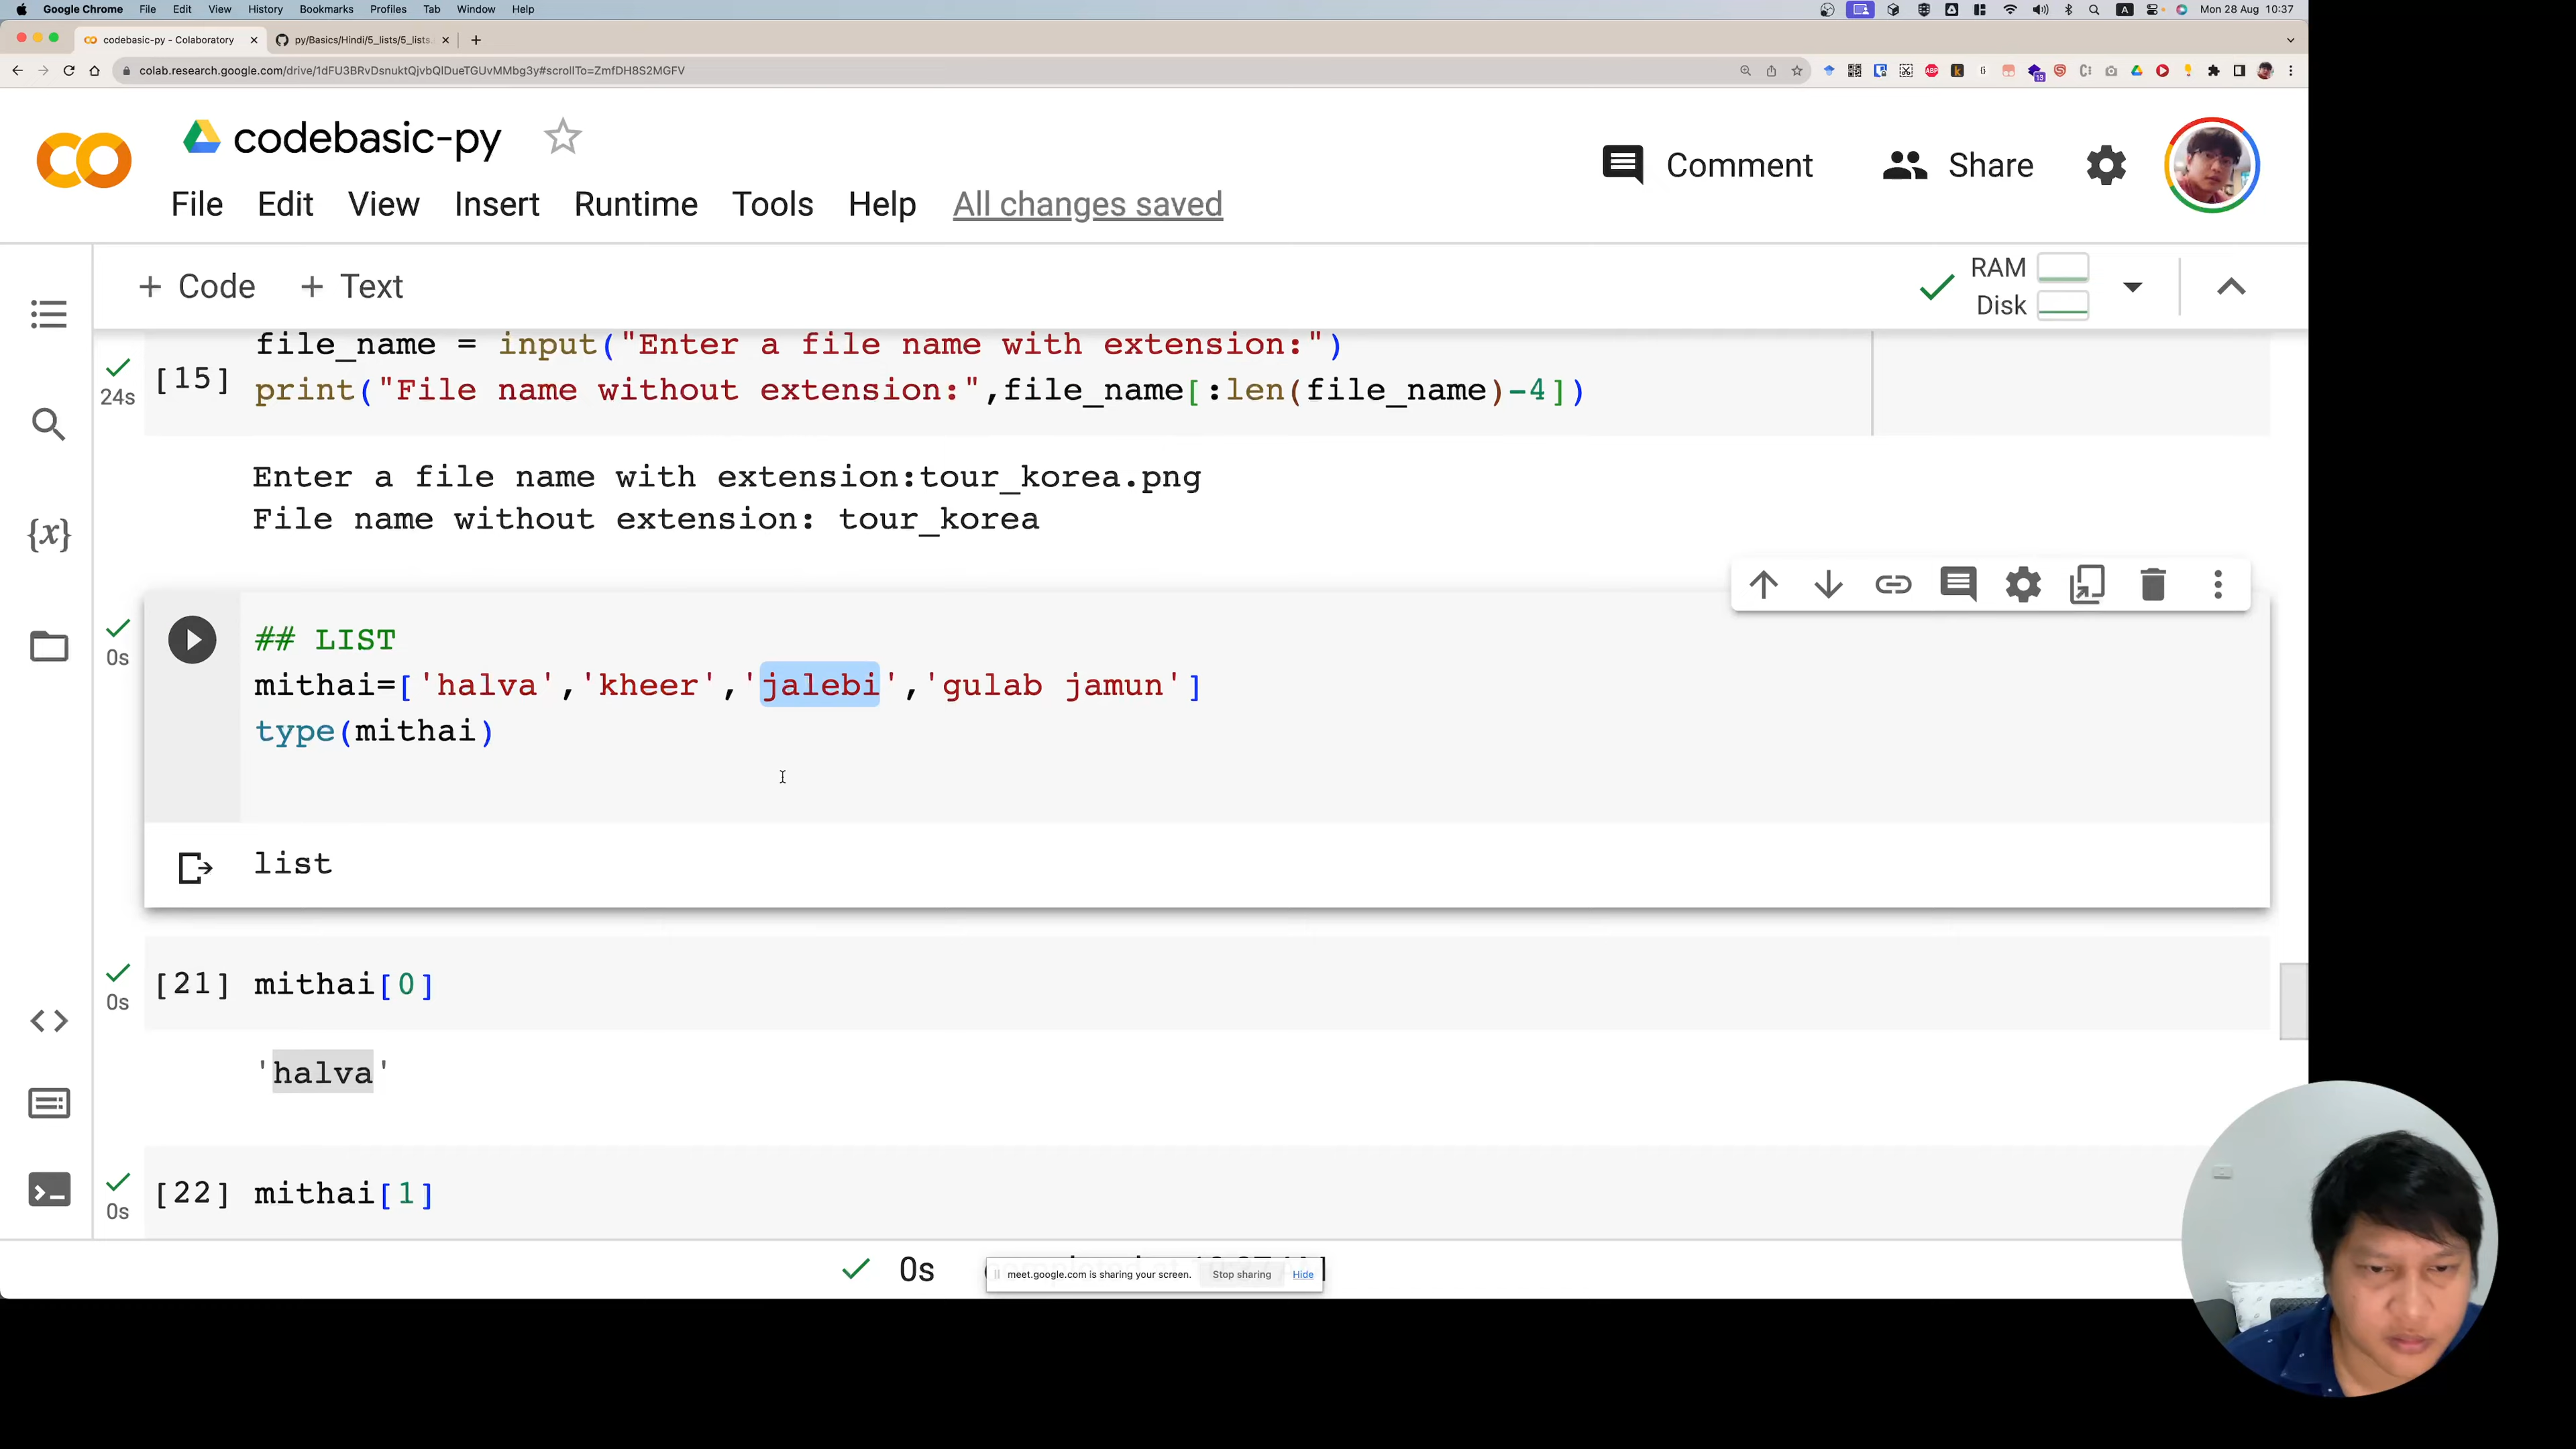 Google Chrome File Edit View History Bookmarks Profiles Tab Window Help
Mon 28 Aug 10:37
codebasic-py - Colaboratory
py/Basics/Hindi/5_lists/5_lists.
colab.research.google.com/drive/1dFU3BRvDsnuktQjvbQlDueTGUvMMbg3y#scrollTo=ZmfDH8S2MGFV
codebasic-py
Comment
Share
File Edit View Insert Runtime Tools Help All changes saved
+ Code + Text
RAM
Disk
file_name = input("Enter a file name with extension:")
[15]
24s
print("File name without extension:",file_name[:len(file_name)-4])
Enter a file name with extension:tour_korea.png
File name without extension: tour_korea
0s
## LIST
mithai=['halva','kheer','jalebi','gulab jamun']
type(mithai)
{x}
list
[21] mithai[0]
0s
'halva'
[22] mithai[1]
0s
0s
meet.google.com is sharing your screen. Stop sharing Hide